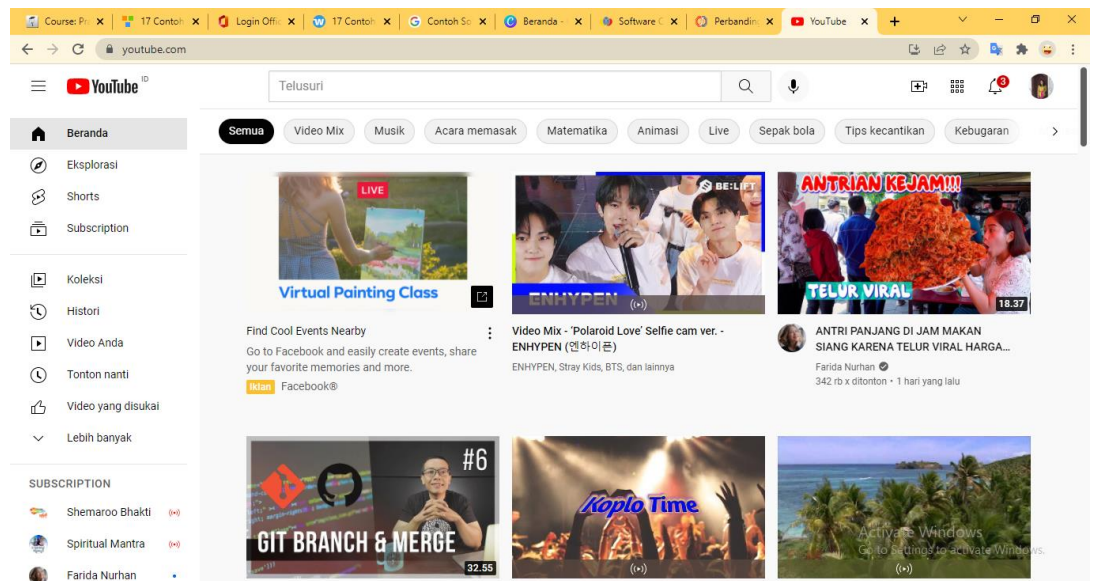 Course: Pr
17 Contoh
Login Offi
17 Contoh
Contoh So
Beranda -
Software C
Perbanding
YouTube
youtube.com
YouTube ID
Telusuri
3
Beranda
Eksplorasi
Shorts
Subscription
Koleksi
Histori
Video Anda
Tonton nanti
Video yang disukai
Lebih banyak
SUBSCRIPTION
Shemaroo Bhakti
Spiritual Mantra
Farida Nurhan
Semua
Video Mix
Musik
Acara memasak
Matematika
Animasi
Live
Sepak bola
Tips kecantikan
Kebugaran
LIVE
Virtual Painting Class
Find Cool Events Nearby
Go to Facebook and easily create events, share
your favorite memories and more.
Iklan Facebook®
BE:LIFT
ENHYPEN
Video Mix - 'Polaroid Love' Selfie cam ver. -
ENHYPEN (엔하이픈)
ENHYPEN, Stray Kids, BTS, dan lainnya
ANTRIAN KEJAM!!!
TELUR VIRAL
18.37
ANTRI PANJANG DI JAM MAKAN
SIANG KARENA TELUR VIRAL HARGA...
Farida Nurhan
342 rb x ditonton • 1 hari yang lalu
#6
GIT BRANCH & MERGE
32.55
Koplo Time
Activate Windows
Go to Settings to activate Windows.